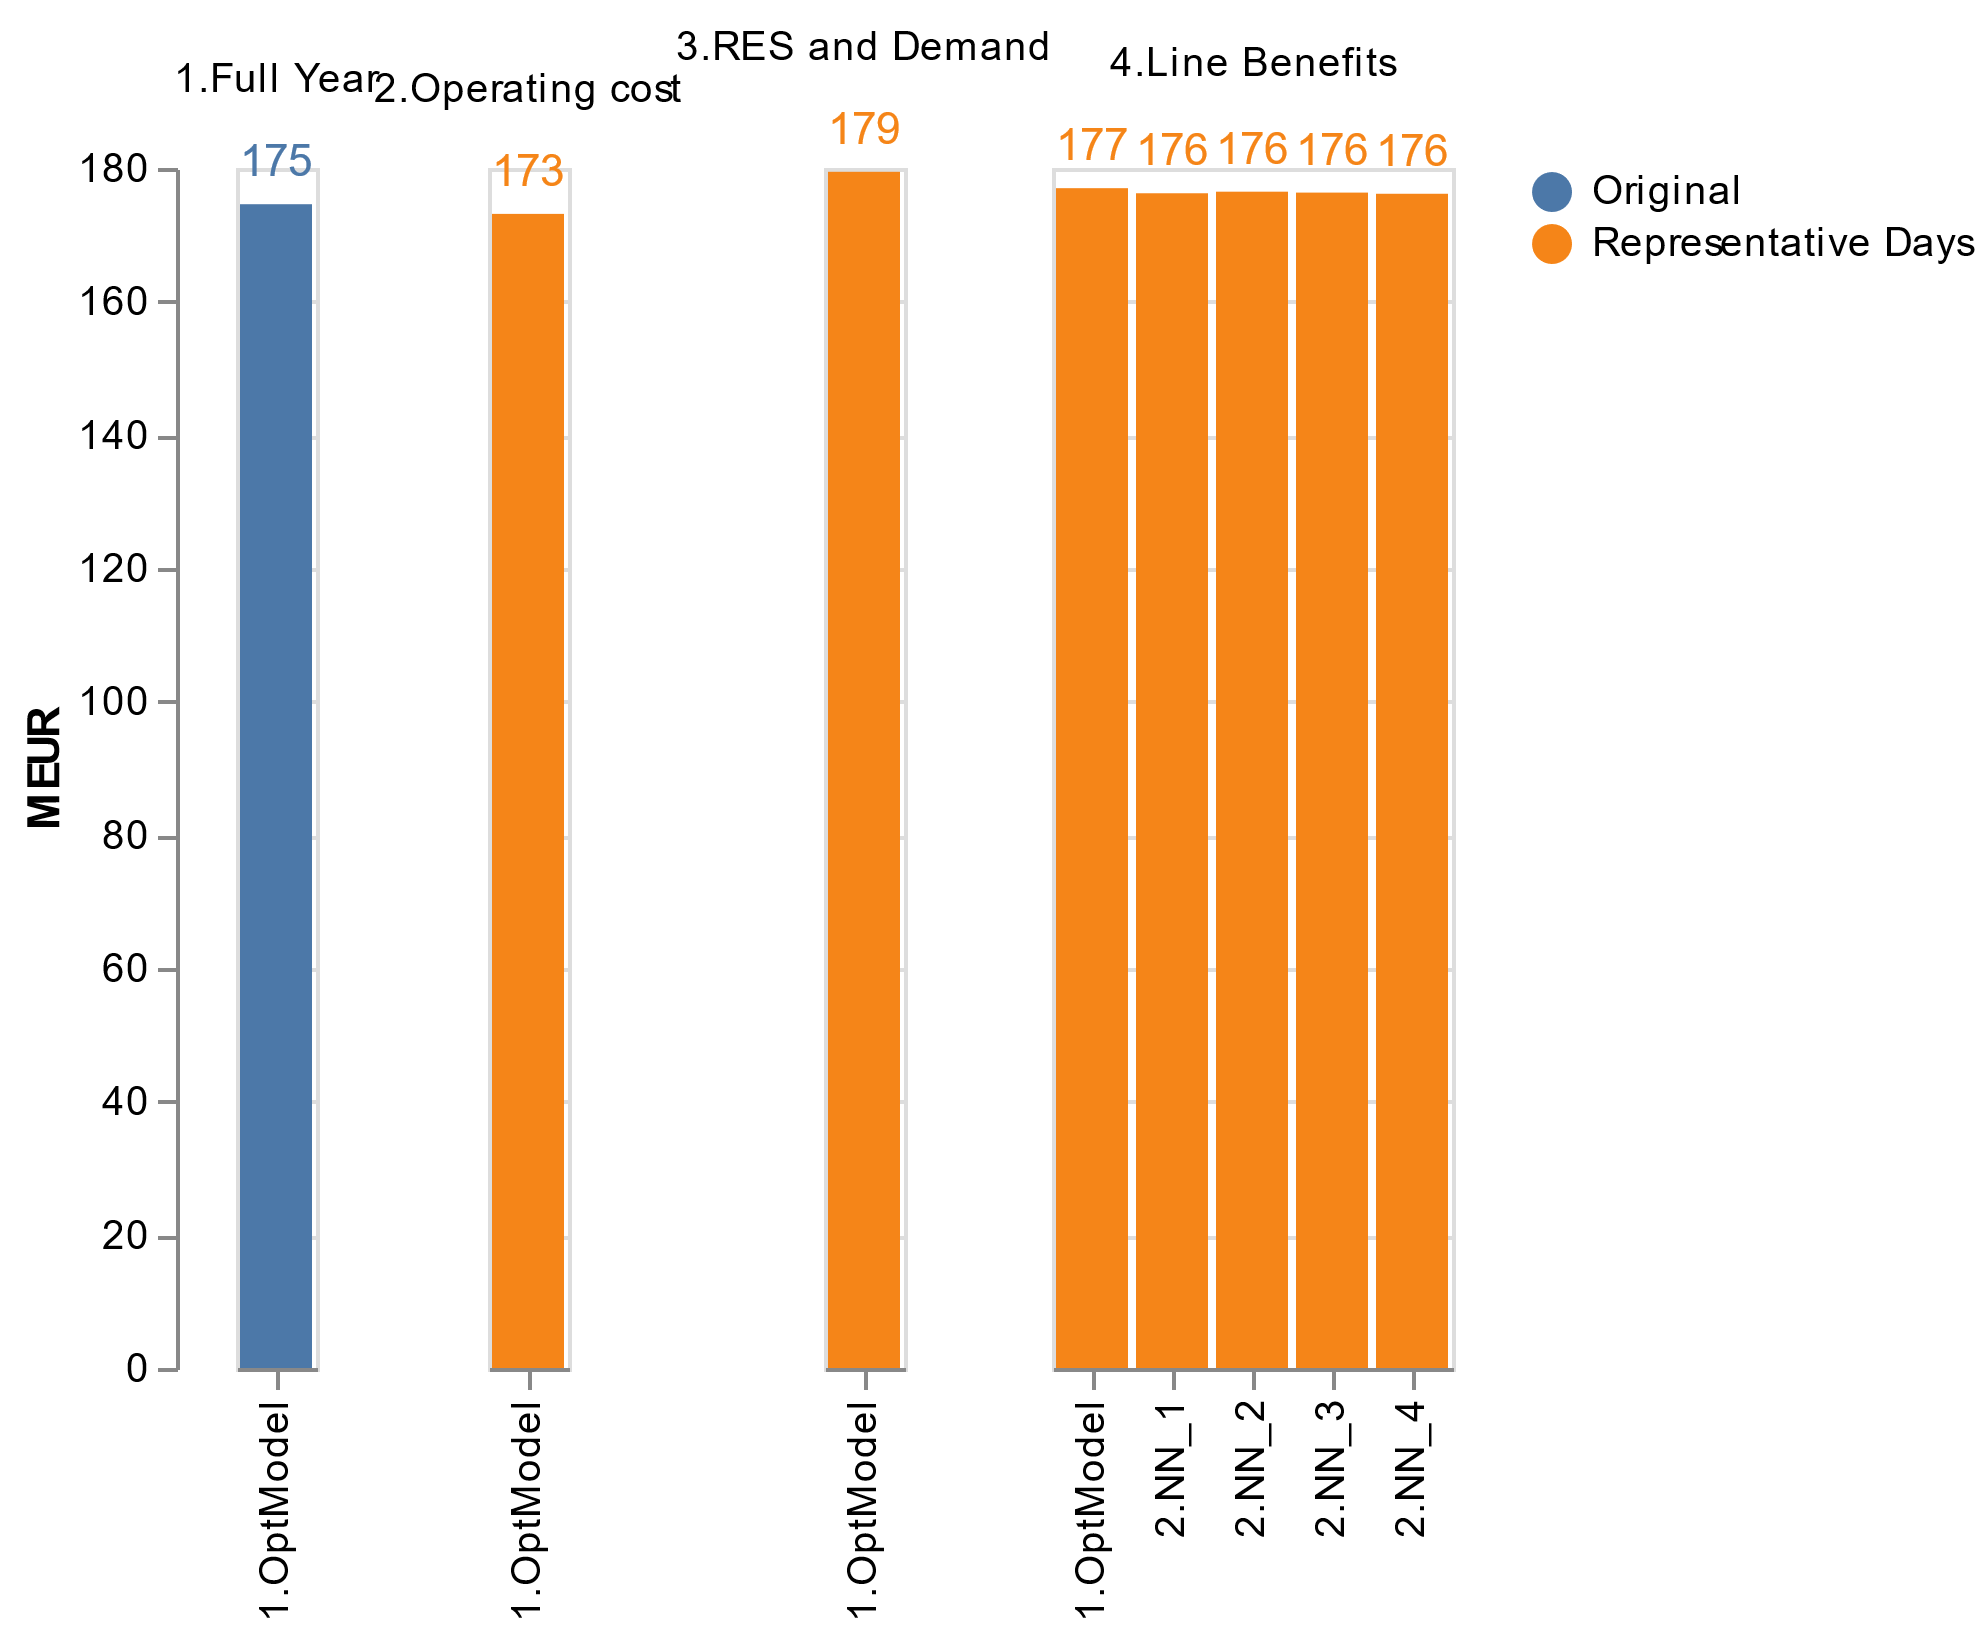 1.Full Year
2.Operating cost
3.RES and Demand
4.Line Benefits
175
173
179
177
176
176
176
176
Original
Representative Days
180
160
140
120
100
80
60
40
20
0
MEUR
1.OptModel
1.OptModel
1.OptModel
1.OptModel
2.NN_1
2.NN_2
2.NN_3
2.NN_4